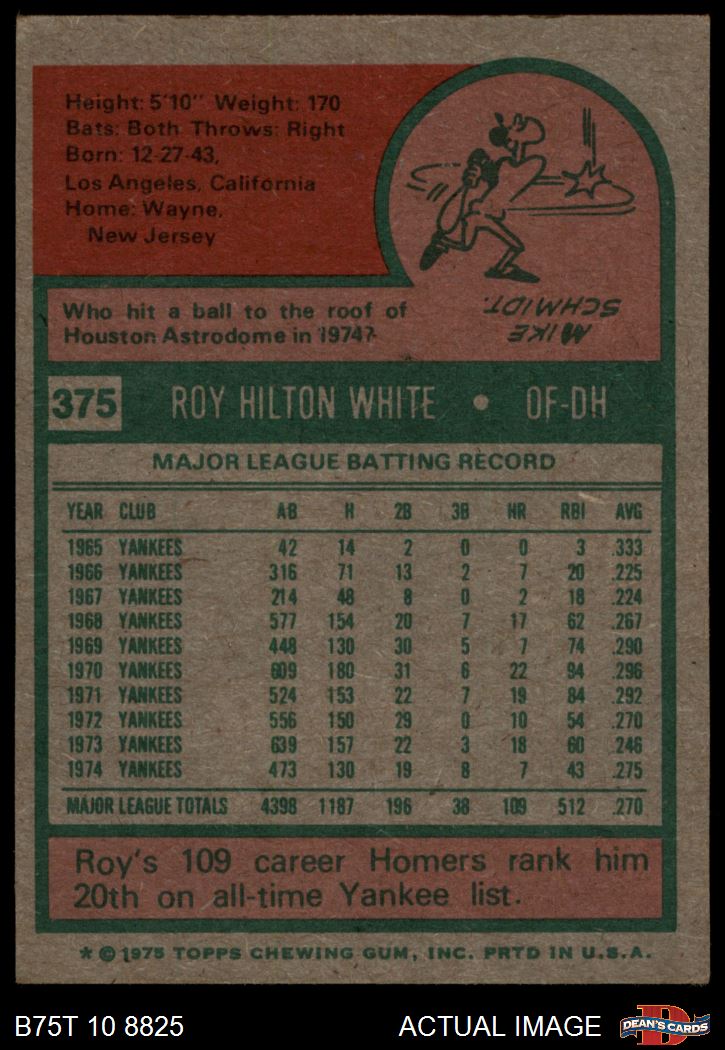 Height: 5'10" Weight: 170
Bats: Both Throws: Right
Born: 12-27-43,
Los Angeles, California
Home: Wayne,
New Jersey
Who hit a ball to the roof of
Houston Astrodome in 1974?
MIKE
SCHMIDT.
375 ROY HILTON WHITE • OF-DH
MAJOR LEAGUE BATTING RECORD
YEAR CLUB AB H 2B 3B HR RBI AVG
1965 YANKEES 42 14 2 0 0 3 .333
1966 YANKEES 316 71 13 2 7 20 .225
1967 YANKEES 214 48 8 0 2 18 .224
1968 YANKEES 577 154 20 7 17 62 .267
1969 YANKEES 448 130 30 5 7 74 .290
1970 YANKEES 609 180 31 6 22 94 .296
1971 YANKEES 524 153 22 7 19 84 .292
1972 YANKEES 556 150 29 0 10 54 .270
1973 YANKEES 639 157 22 3 18 60 .246
1974 YANKEES 473 130 19 8 7 43 .275
MAJOR LEAGUE TOTALS 4398 1187 196 38 109 512 .270
Roy's 109 career Homers rank him
20th on all-time Yankee list.
* © 1975 TOPPS CHEWING GUM, INC. PRTD IN U.S.A.
B75T 10 8825 ACTUAL IMAGE D DEAN'S CARDS